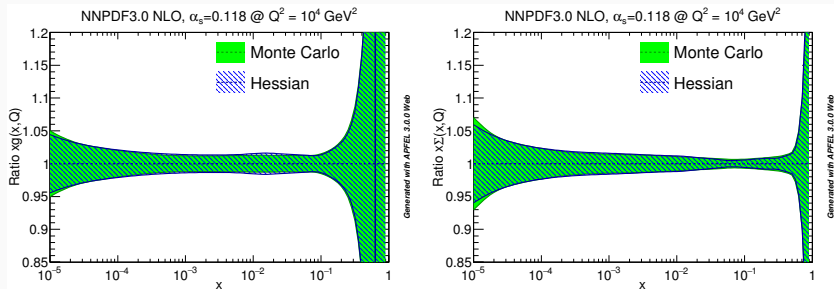 NNPDF3.0 NLO, αₛ=0.118 @ Q² = 10⁴ GeV²
Ratio xg(x,Q)
1.2
1.15
1.1
1.05
1
0.95
0.9
0.85
Monte Carlo
Hessian
10⁻⁵ 10⁻⁴ 10⁻³ 10⁻² 10⁻¹ 1
x
Generated with APFEL 3.0.0 Web
NNPDF3.0 NLO, αₛ=0.118 @ Q² = 10⁴ GeV²
Ratio xΣ(x,Q)
1.2
1.15
1.1
1.05
1
0.95
0.9
0.85
Monte Carlo
Hessian
10⁻⁵ 10⁻⁴ 10⁻³ 10⁻² 10⁻¹ 1
x
Generated with APFEL 3.0.0 Web